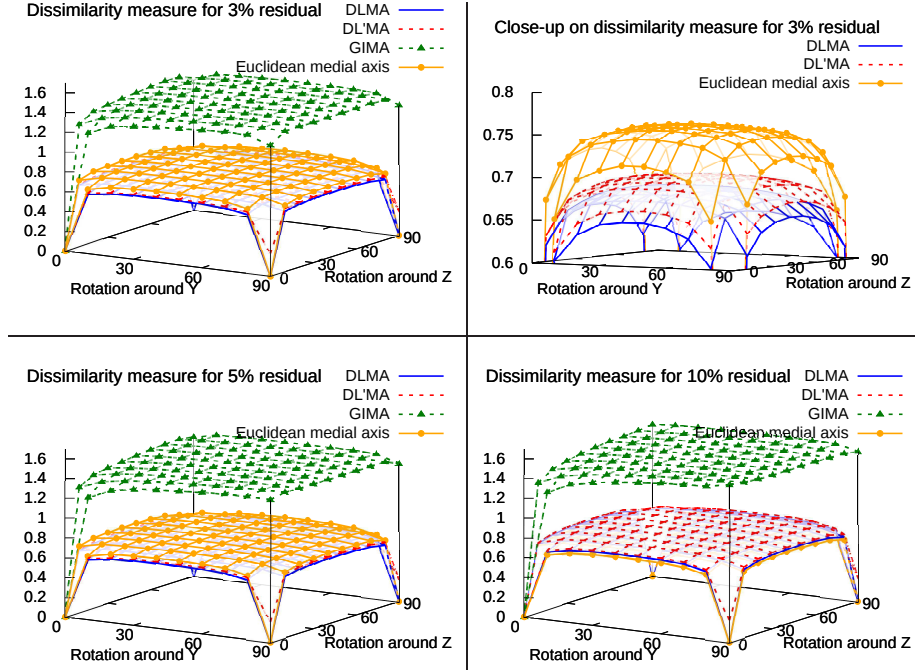 Dissimilarity measure for 3% residual
DLMA
DL'MA
GIMA
Euclidean medial axis
1.6
1.4
1.2
1
0.8
0.6
0.4
0.2
0
0
30
60
90
Rotation around Y
0
90
Rotation around Z
Close-up on dissimilarity measure for 3% residual
DLMA
DL'MA
Euclidean medial axis
0.8
0.75
0.7
0.65
0.6
0
30
60
90
Rotation around Y
0
30
60
90
Rotation around Z
Dissimilarity measure for 5% residual
DLMA
DL'MA
GIMA
Euclidean medial axis
1.6
1.4
1.2
1
0.8
0.6
0.4
0.2
0
0
30
60
90
Rotation around Y
0
90
Rotation around Z
Dissimilarity measure for 10% residual
DLMA
DL'MA
GIMA
Euclidean medial axis
1.6
1.4
1.2
1
0.8
0.6
0.4
0.2
0
0
30
60
90
Rotation around Y
0
90
Rotation around Z